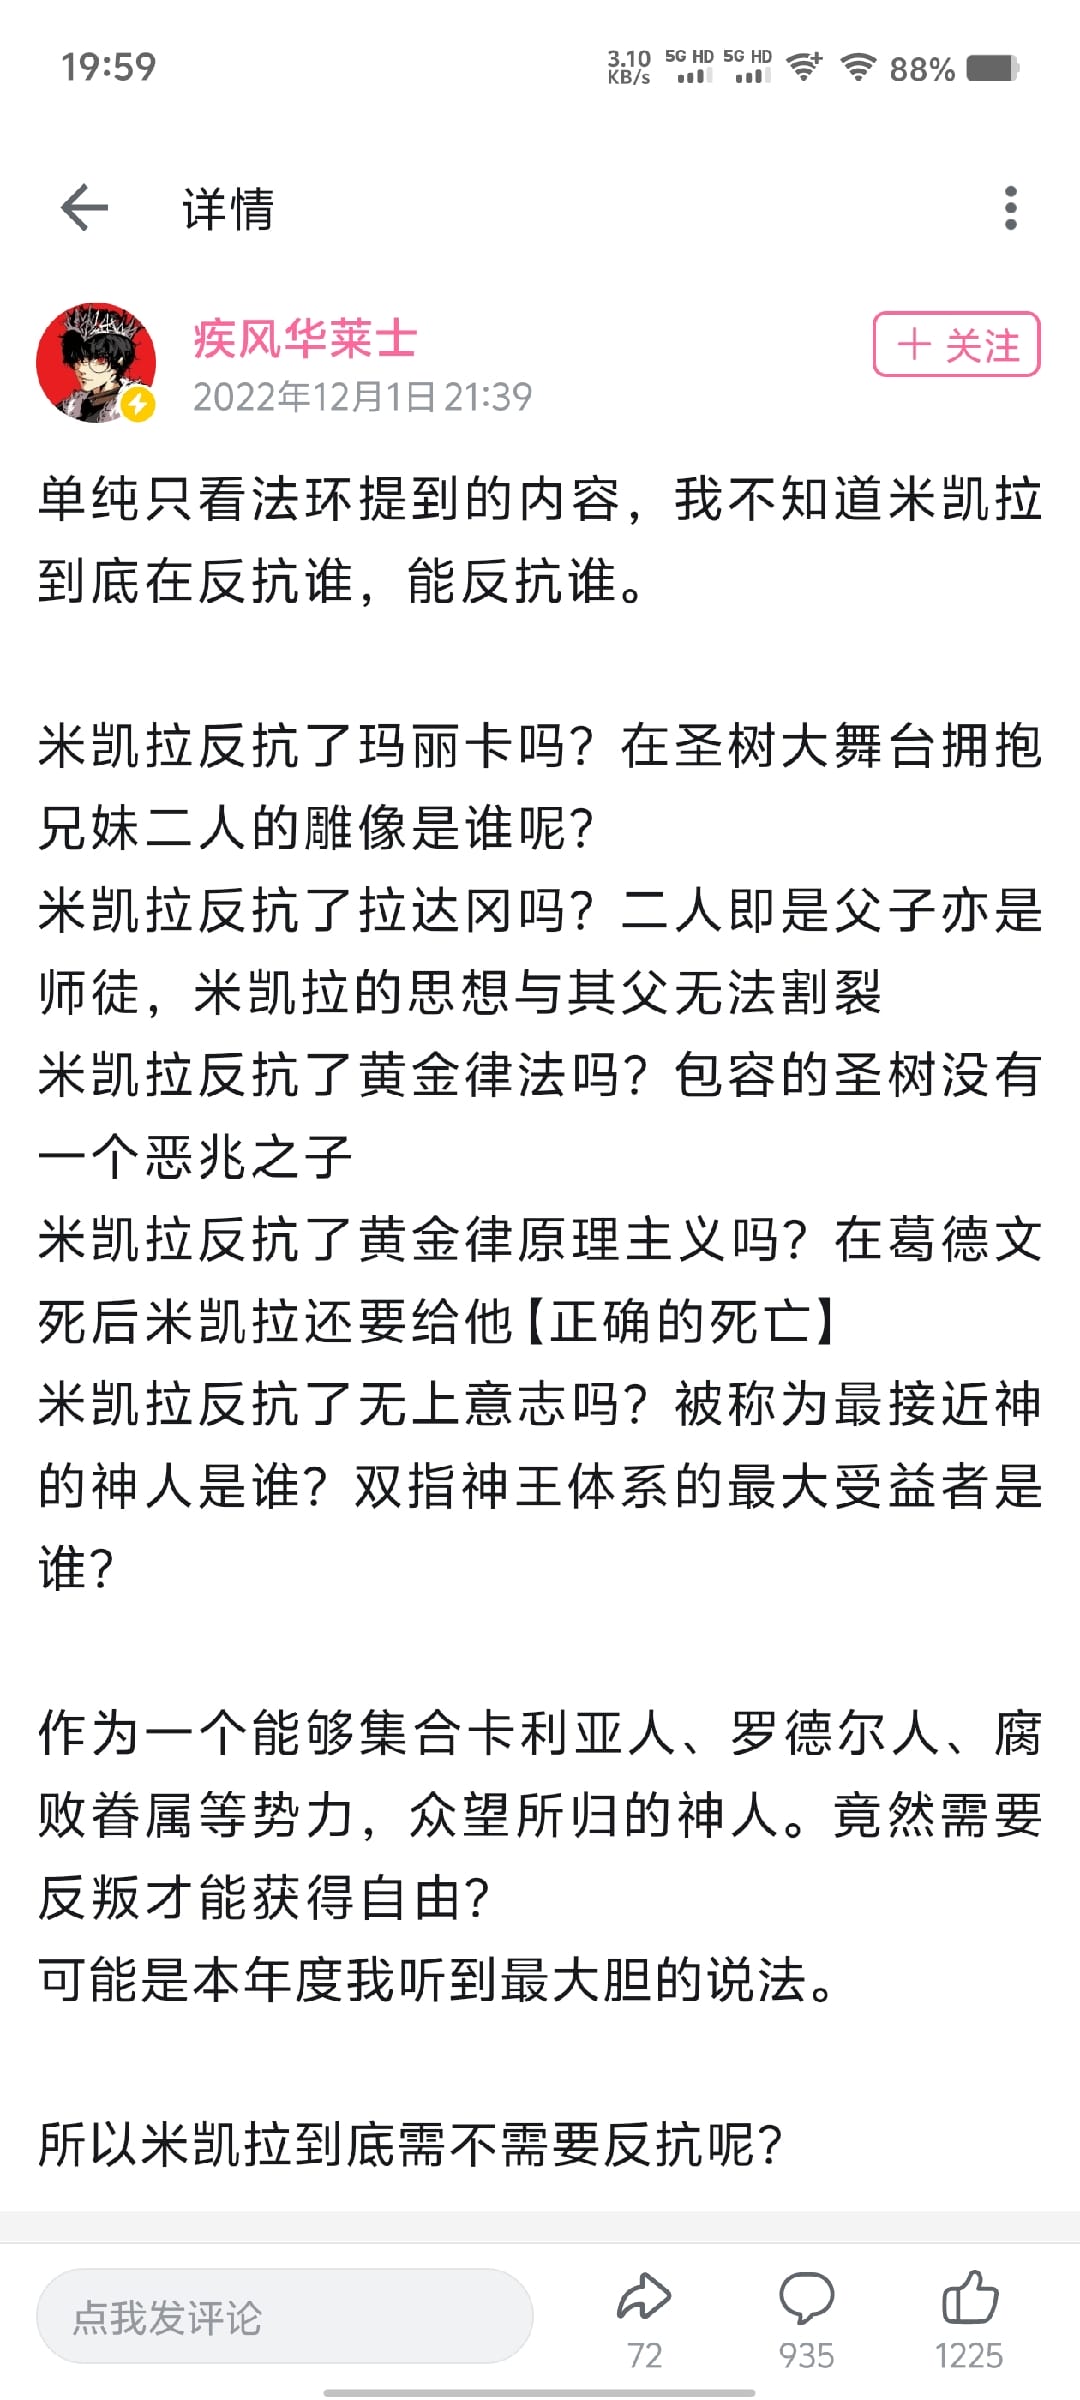 19:59
3.10 KB/s 5G HD 5G HD 88%
详情
疾风华莱士
2022年12月1日 21:39
+ 关注
单纯只看法环提到的内容，我不知道米凯拉
到底在反抗谁，能反抗谁。
米凯拉反抗了玛丽卡吗？在圣树大舞台拥抱
兄妹二人的雕像是谁呢？
米凯拉反抗了拉达冈吗？二人即是父子亦是
师徒，米凯拉的思想与其父无法割裂
米凯拉反抗了黄金律法吗？包容的圣树没有
一个恶兆之子
米凯拉反抗了黄金律原理主义吗？在葛德文
死后米凯拉还要给他【正确的死亡】
米凯拉反抗了无上意志吗？被称为最接近神
的神人是谁？双指神王体系的最大受益者是
谁？
作为一个能够集合卡利亚人、罗德尔人、腐
败眷属等势力，众望所归的神人。竟然需要
反叛才能获得自由？
可能是本年度我听到最大胆的说法。
所以米凯拉到底需不需要反抗呢？
点我发评论
72
935
1225